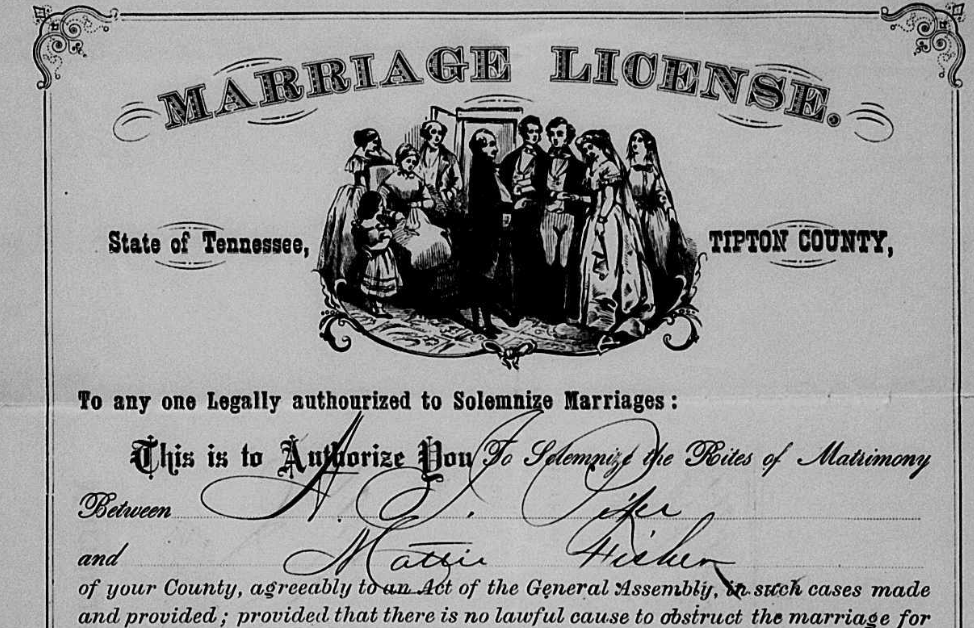 MARRIAGE LICENSE.
State of Tennessee, TIPTON COUNTY,
To any one Legally authourized to Solemnize Marriages:
This is to Authorize You To Solemnize the Rites of Matrimony
Between A.
and Mattie Fisher
of your County, agreeably to an Act of the General Assembly, in such cases made
and provided; provided that there is no lawful cause to obstruct the marriage for